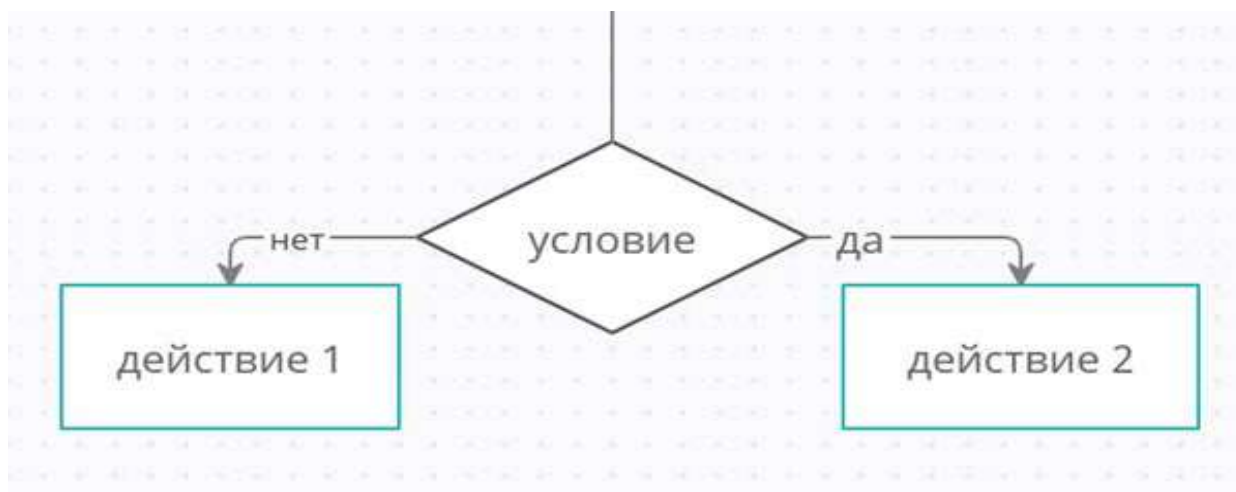 условие
нет
да
действие 1
действие 2